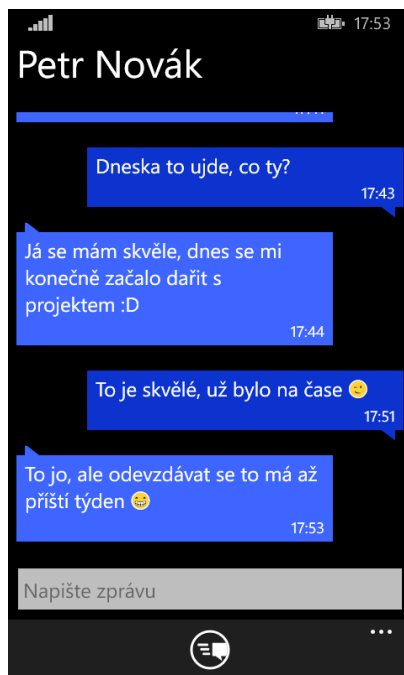 17:53
Petr Novák
Dneska to ujde, co ty?
17:43
Já se mám skvěle, dnes se mi
konečně začalo dařit s
projektem :D
17:44
To je skvělé, už bylo na čase 😉
17:51
To jo, ale odevzdávat se to má až
příští týden 😁
17:53
Napište zprávu